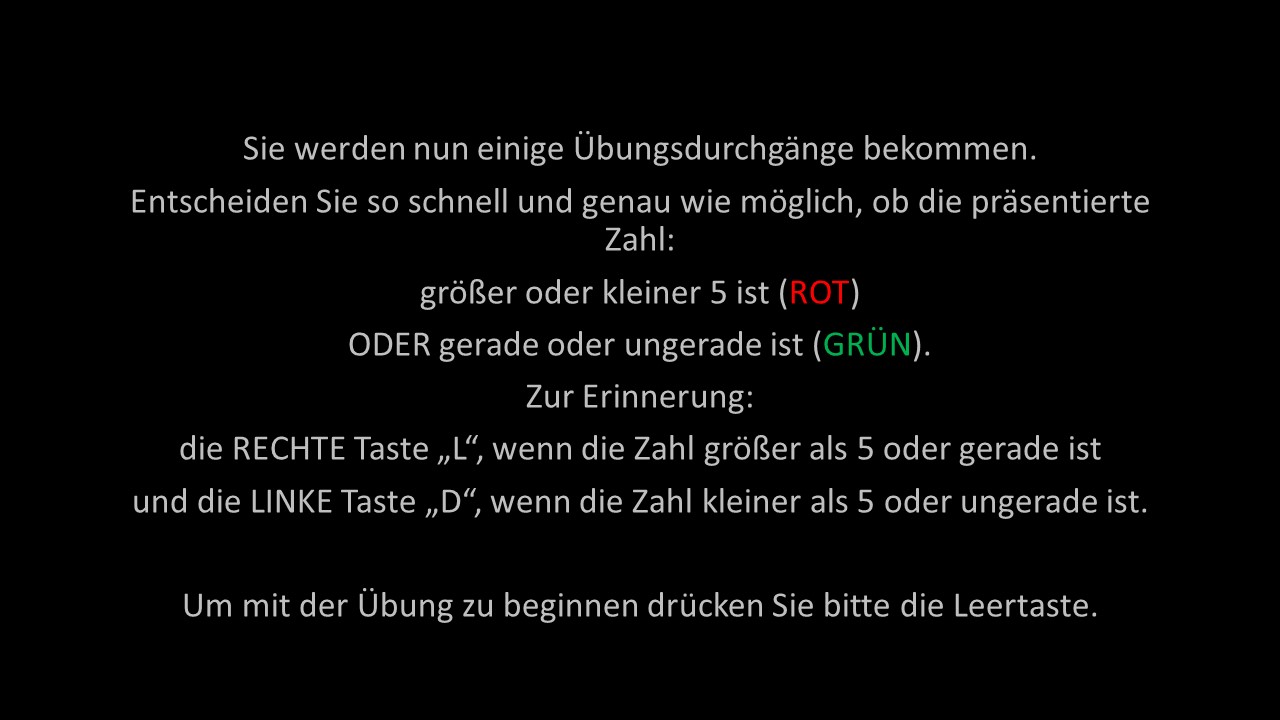 Sie werden nun einige Übungsdurchgänge bekommen.
Entscheiden Sie so schnell und genau wie möglich, ob die präsentierte
Zahl:
größer oder kleiner 5 ist (ROT)
ODER gerade oder ungerade ist (GRÜN).
Zur Erinnerung:
die RECHTE Taste „L“, wenn die Zahl größer als 5 oder gerade ist
und die LINKE Taste „D“, wenn die Zahl kleiner als 5 oder ungerade ist.
Um mit der Übung zu beginnen drücken Sie bitte die Leertaste.